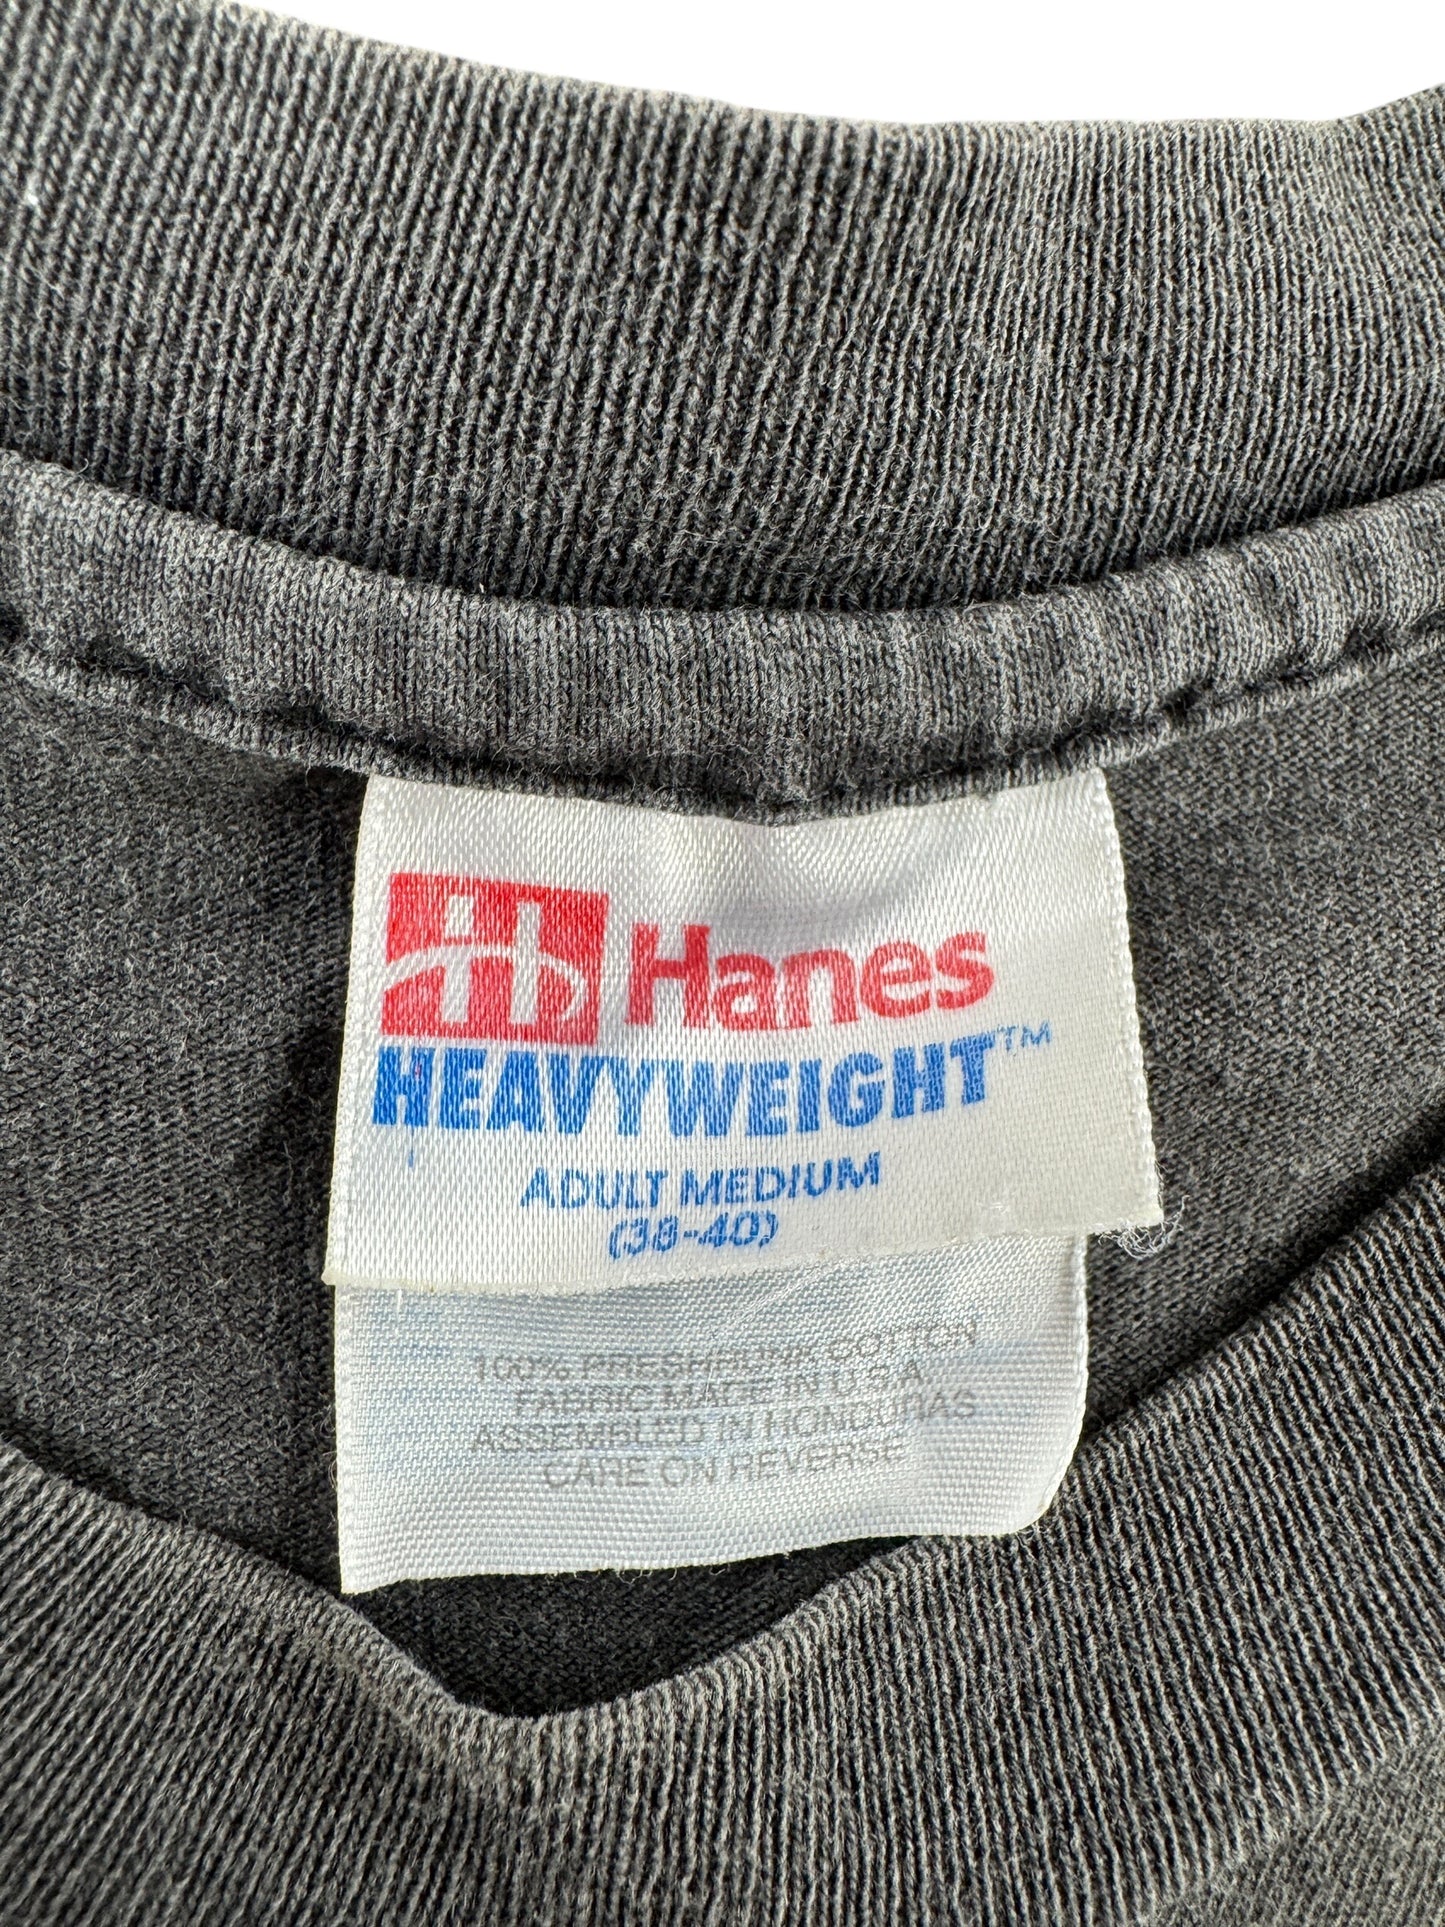 Hanes
HEAVYWEIGHT™
ADULT MEDIUM
(38-40)
100% PRESHRUNK COTTON
FABRIC MADE IN U.S.A.
ASSEMBLED IN HONDURAS
CARE ON REVERSE